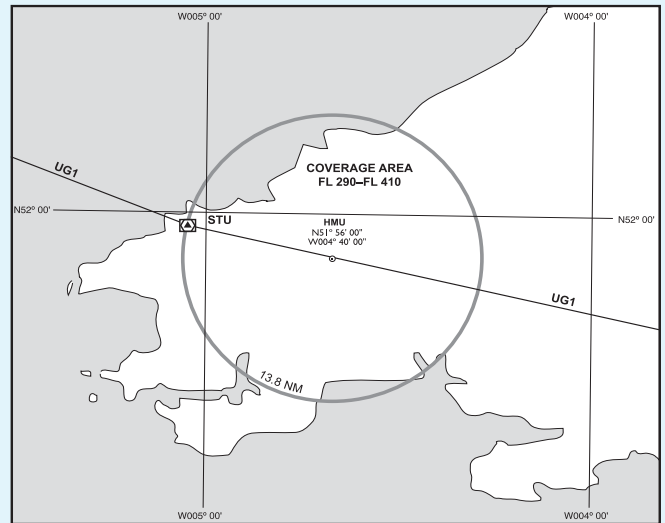 W005° 00'
W004° 00'
UG1
COVERAGE AREA
FL 290–FL 410
N52° 00'
STU
HMU
N51° 56' 00"
W004° 40' 00"
N52° 00'
UG1
13.8 NM
W005° 00'
W004° 00'